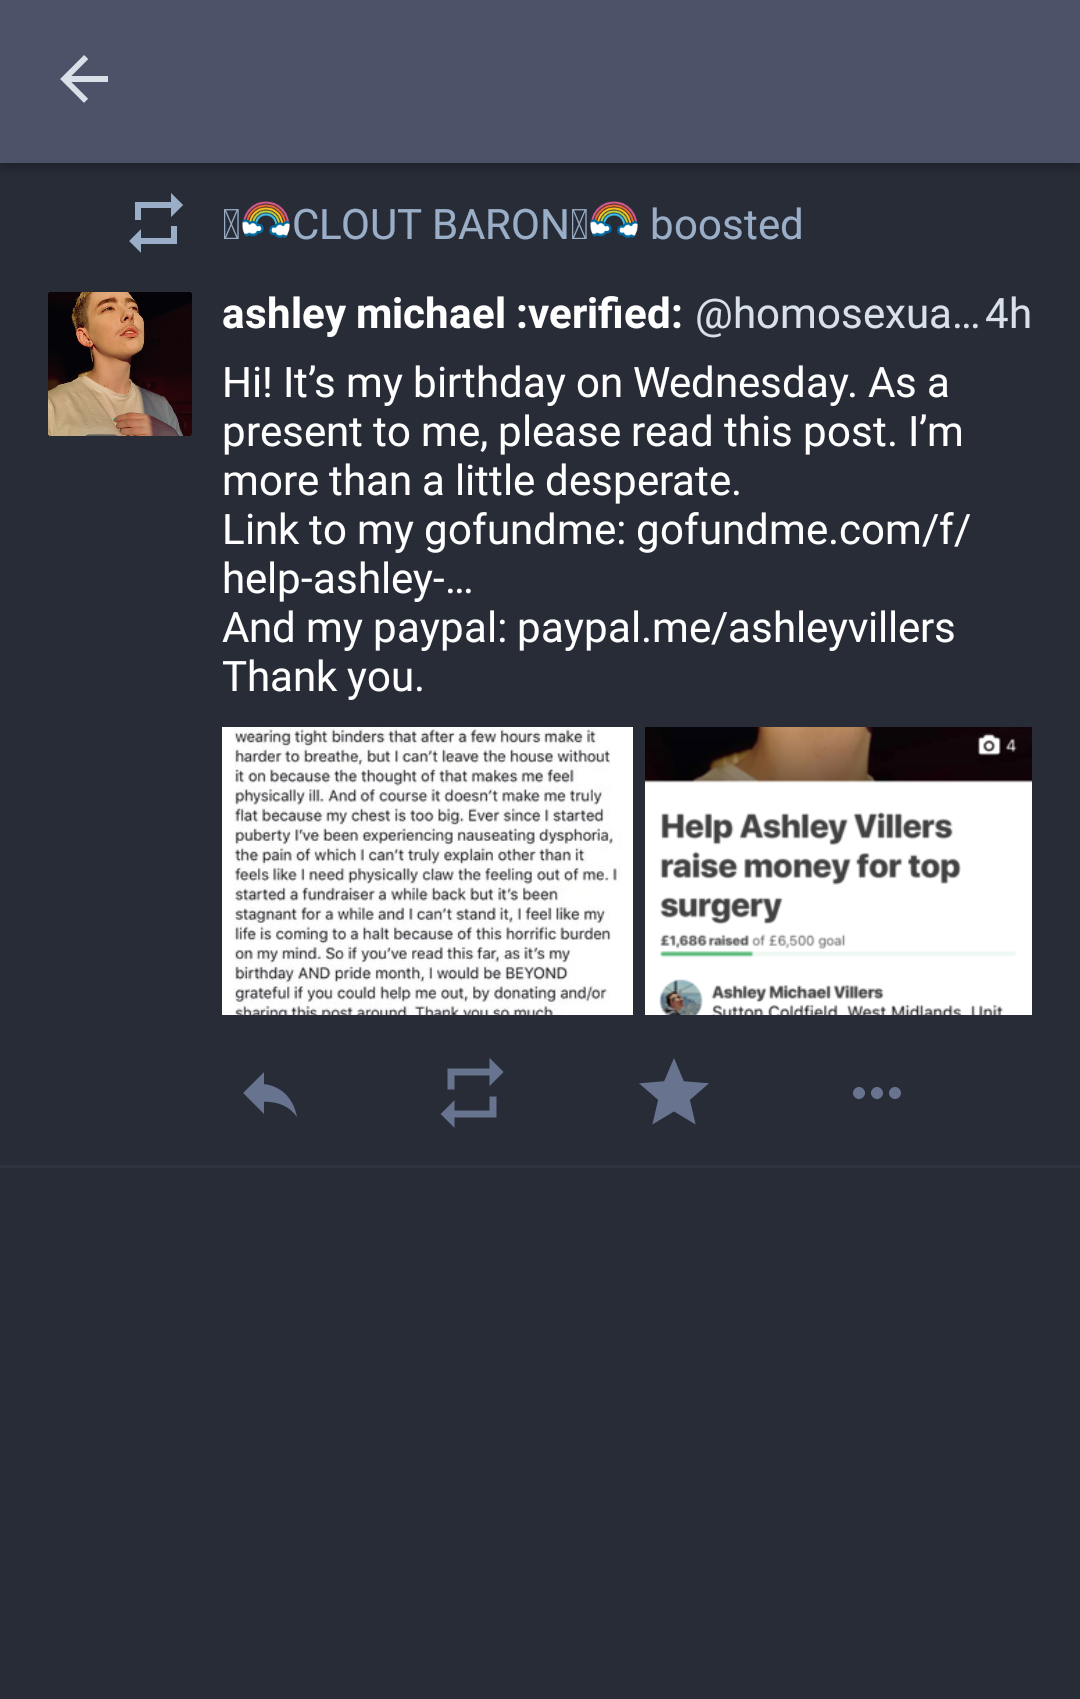 🌈CLOUT BARON🌈 boosted
ashley michael :verified: @homosexua... 4h
Hi! It’s my birthday on Wednesday. As a
present to me, please read this post. I’m
more than a little desperate.
Link to my gofundme: gofundme.com/f/
help-ashley-...
And my paypal: paypal.me/ashleyvillers
Thank you.
wearing tight binders that after a few hours make it
harder to breathe, but I can’t leave the house without
it on because the thought of that makes me feel
physically ill. And of course it doesn’t make me truly
flat because my chest is too big. Ever since I started
puberty I’ve been experiencing nauseating dysphoria,
the pain of which I can’t truly explain other than it
feels like I need physically claw the feeling out of me. I
started a fundraiser a while back but it’s been
stagnant for a while and I can’t stand it, I feel like my
life is coming to a halt because of this horrific burden
on my mind. So if you’ve read this far, as it’s my
birthday AND pride month, I would be BEYOND
grateful if you could help me out, by donating and/or
sharing this post around. Thank you so much
4
Help Ashley Villers
raise money for top
surgery
£1,686 raised of £6,500 goal
Ashley Michael Villers
Sutton Coldfield, West Midlands, Unit